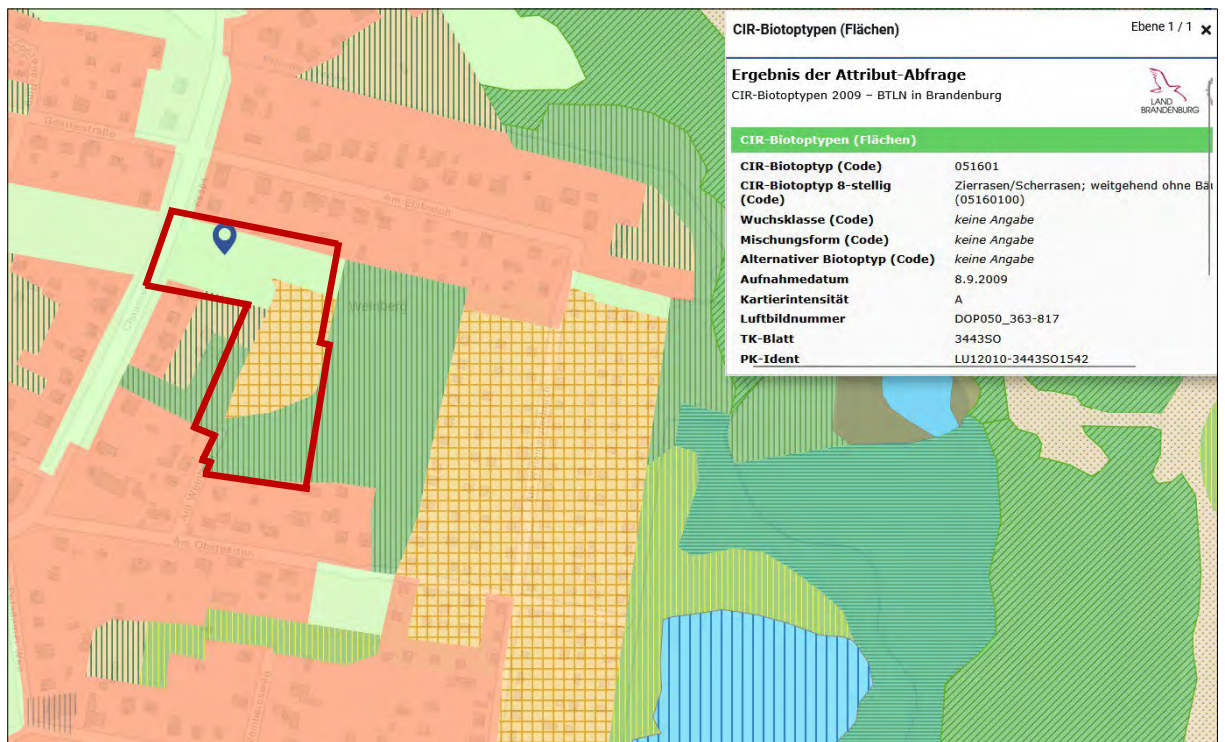 CIR-Biotoptypen (Flächen) Ebene 1 / 1 ×
Ergebnis der Attribut-Abfrage
CIR-Biotoptypen 2009 – BTLN in Brandenburg
LAND
BRANDENBURG
CIR-Biotoptypen (Flächen)
CIR-Biotoptyp (Code) 051601
CIR-Biotoptyp 8-stellig Zierrasen/Scherrasen; weitgehend ohne Bäu
(Code) (05160100)
Wuchsklasse (Code) keine Angabe
Mischungsform (Code) keine Angabe
Alternativer Biotoptyp (Code) keine Angabe
Aufnahmedatum 8.9.2009
Kartierintensität A
Luftbildnummer DOP050_363-817
TK-Blatt 3443SO
PK-Ident LU12010-3443SO1542
Goethestraße
Am Elsbruch
Weinberg
Am Obstgarten